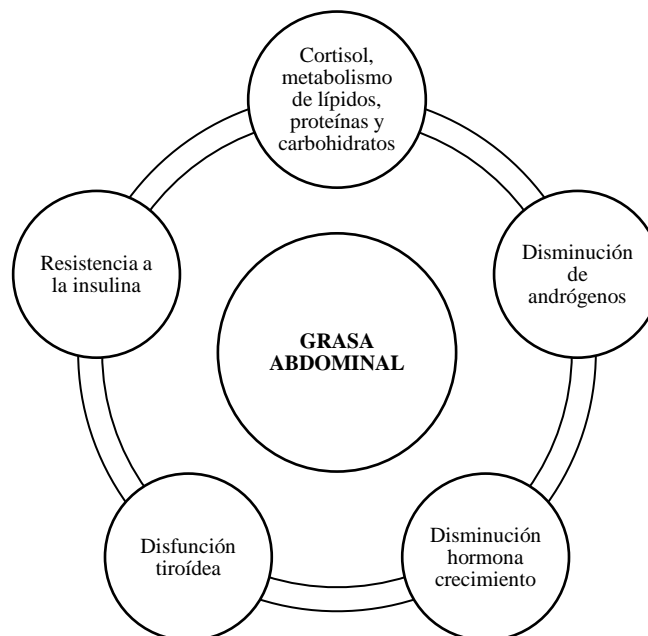 Cortisol,
metabolismo
de lípidos,
proteínas y
carbohidratos
Disminución
de
andrógenos
Disminución
hormona
crecimiento
Disfunción
tiroídea
Resistencia a
la insulina
GRASA
ABDOMINAL